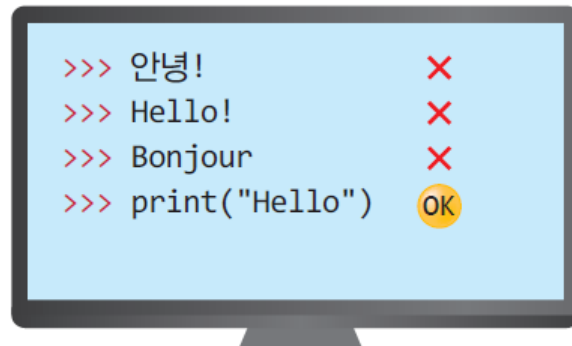 >>> 안녕! ×
>>> Hello! ×
>>> Bonjour ×
>>> print("Hello") OK